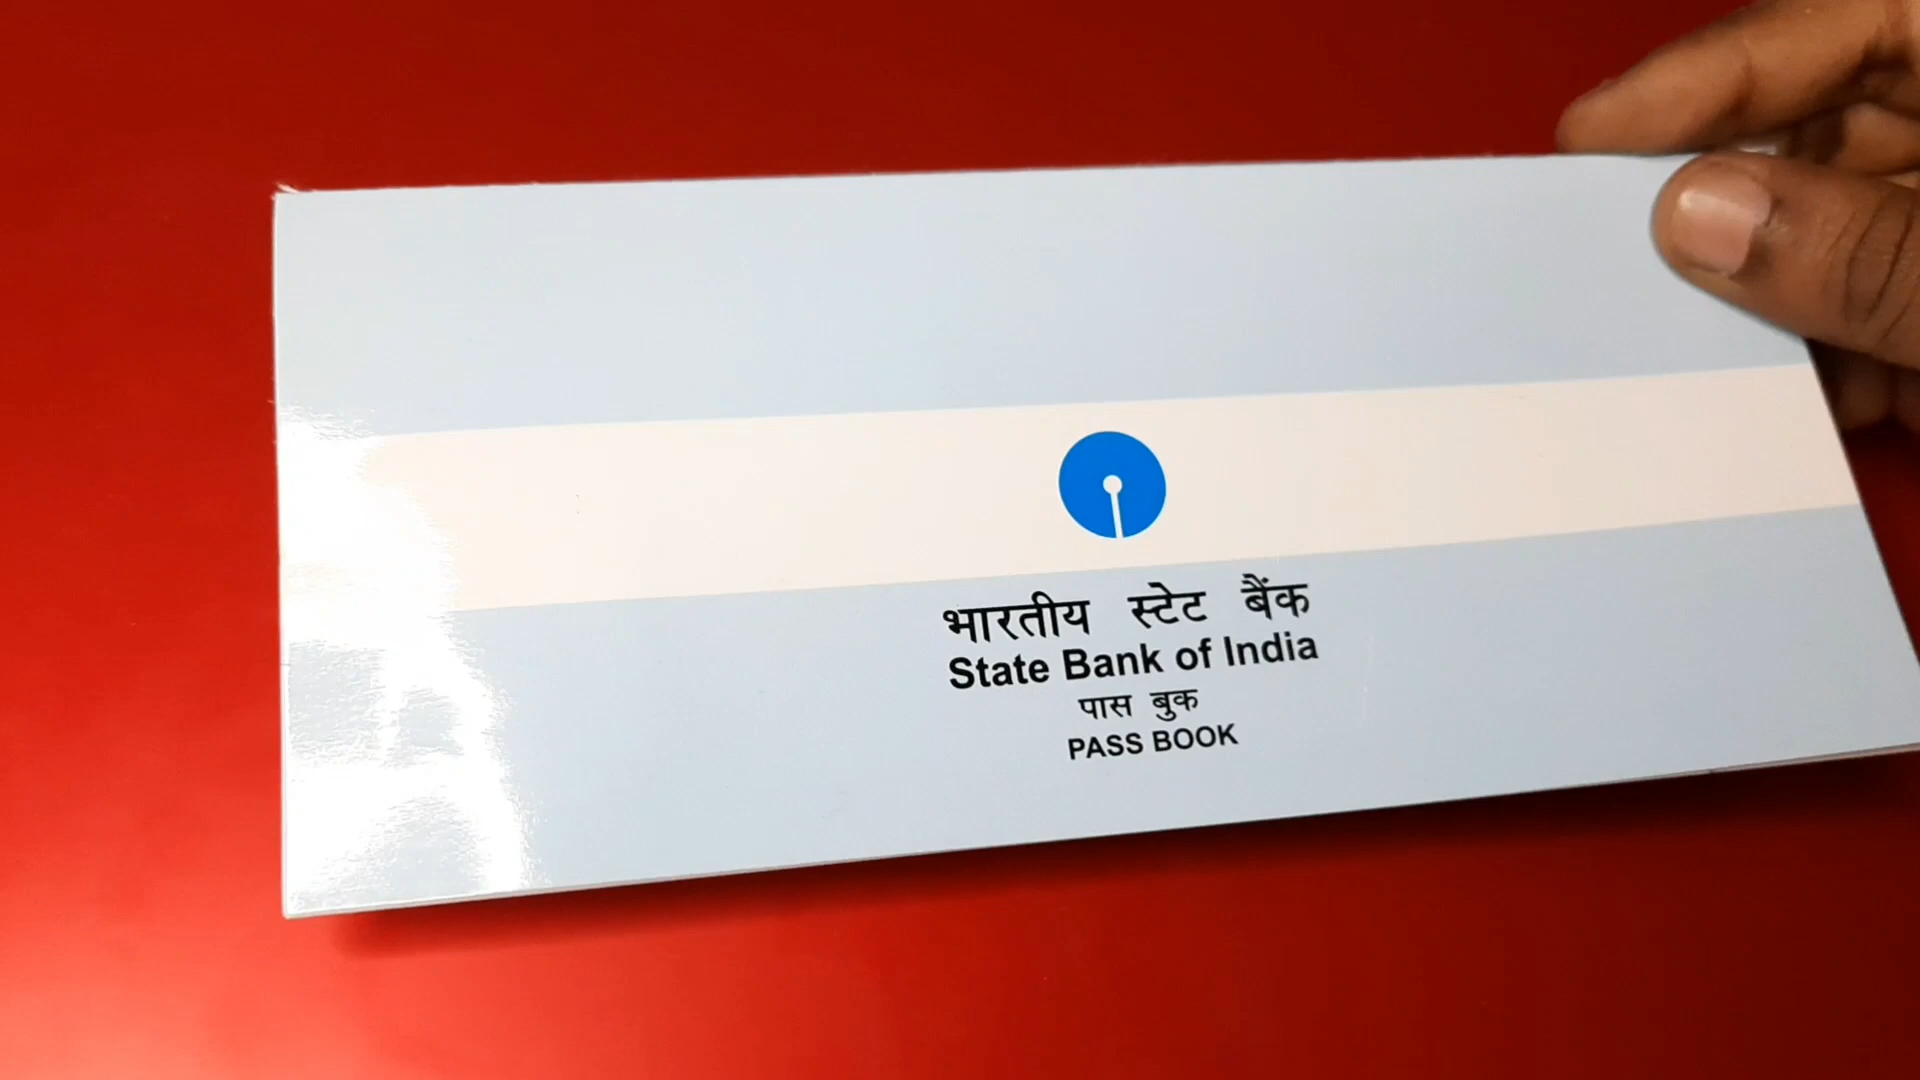 भारतीय स्टेट बैंक
State Bank of India
पास बुक
PASS BOOK